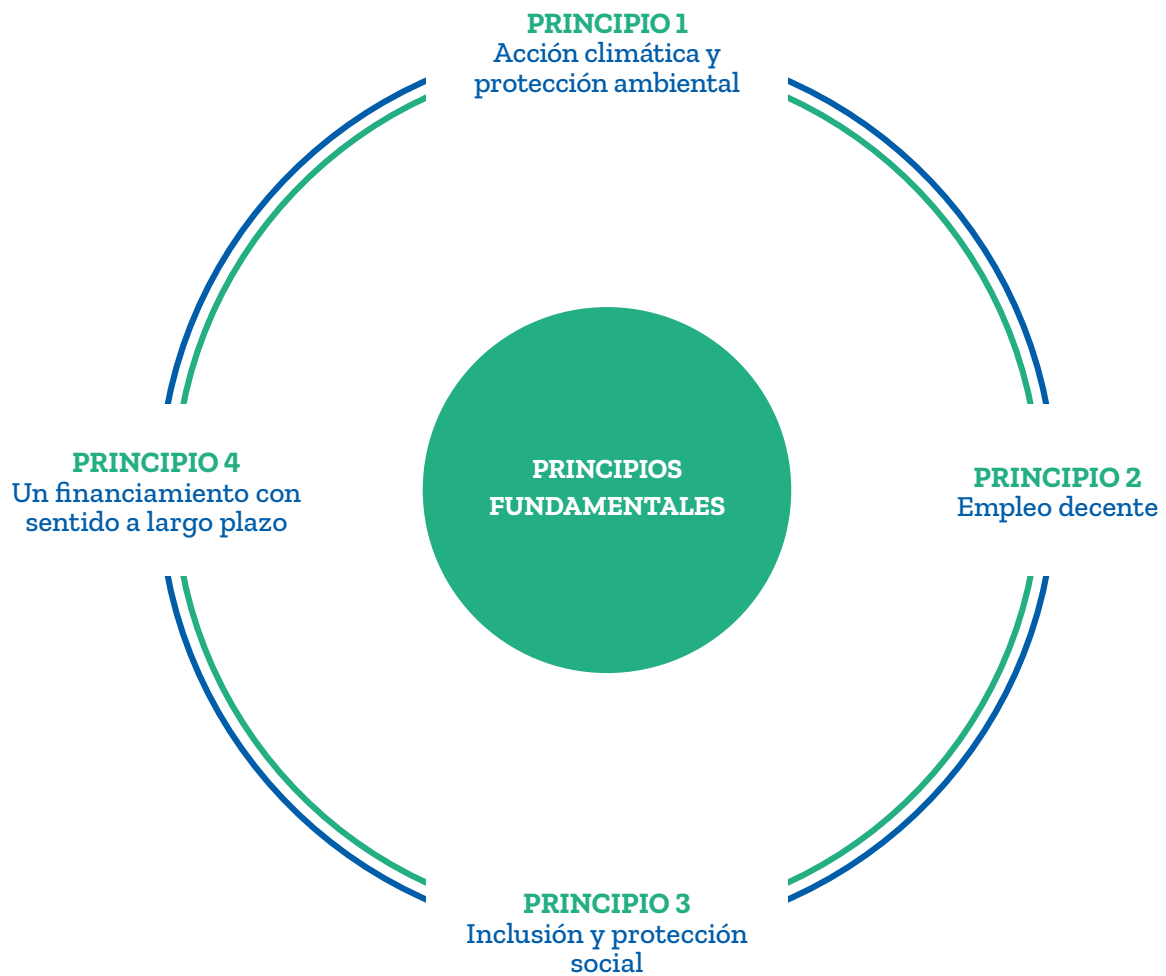 PRINCIPIO 1
Acción climática y
protección ambiental
PRINCIPIO 4
Un financiamiento con
sentido a largo plazo
PRINCIPIOS
FUNDAMENTALES
PRINCIPIO 2
Empleo decente
PRINCIPIO 3
Inclusión y protección
social